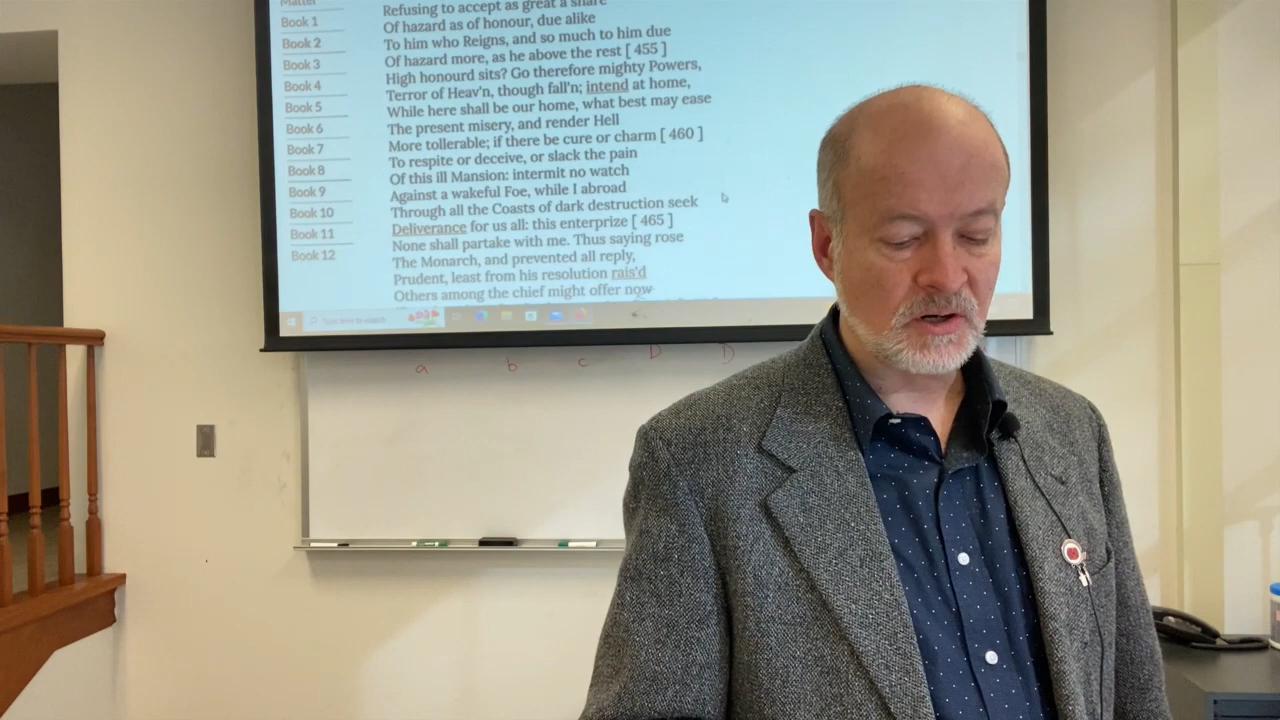 Matter
Book 1
Book 2
Book 3
Book 4
Book 5
Book 6
Book 7
Book 8
Book 9
Book 10
Book 11
Book 12
Refusing to accept as great a share
Of hazard as of honour, due alike
To him who Reigns, and so much to him due
Of hazard more, as he above the rest [ 455 ]
High honourd sits? Go therefore mighty Powers,
Terror of Heav'n, though fall'n; intend at home,
While here shall be our home, what best may ease
The present misery, and render Hell
More tollerable; if there be cure or charm [ 460 ]
To respite or deceive, or slack the pain
Of this ill Mansion: intermit no watch
Against a wakeful Foe, while I abroad
Through all the Coasts of dark destruction seek
Deliverance for us all: this enterprize [ 465 ]
None shall partake with me. Thus saying rose
The Monarch, and prevented all reply,
Prudent, least from his resolution rais'd
Others among the chief might offer now
Type here to search
a b c D D